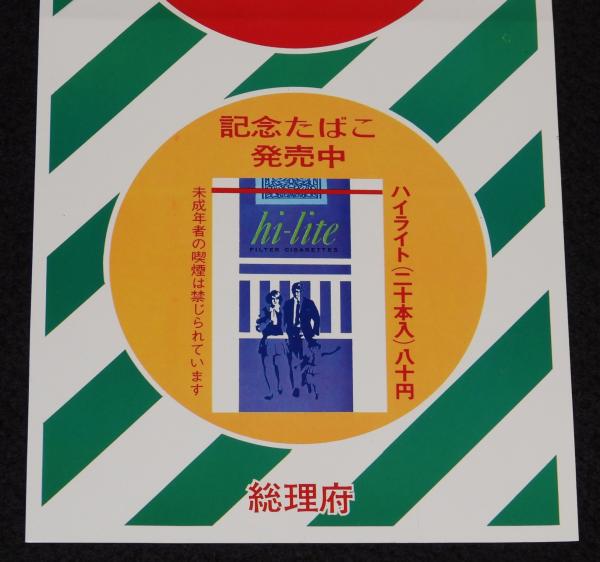 記念たばこ
発売中
ハイライト(二十本入)八十円
hi-lite
FILTER CIGARETTES
未成年者の喫煙は禁じられています
総理府